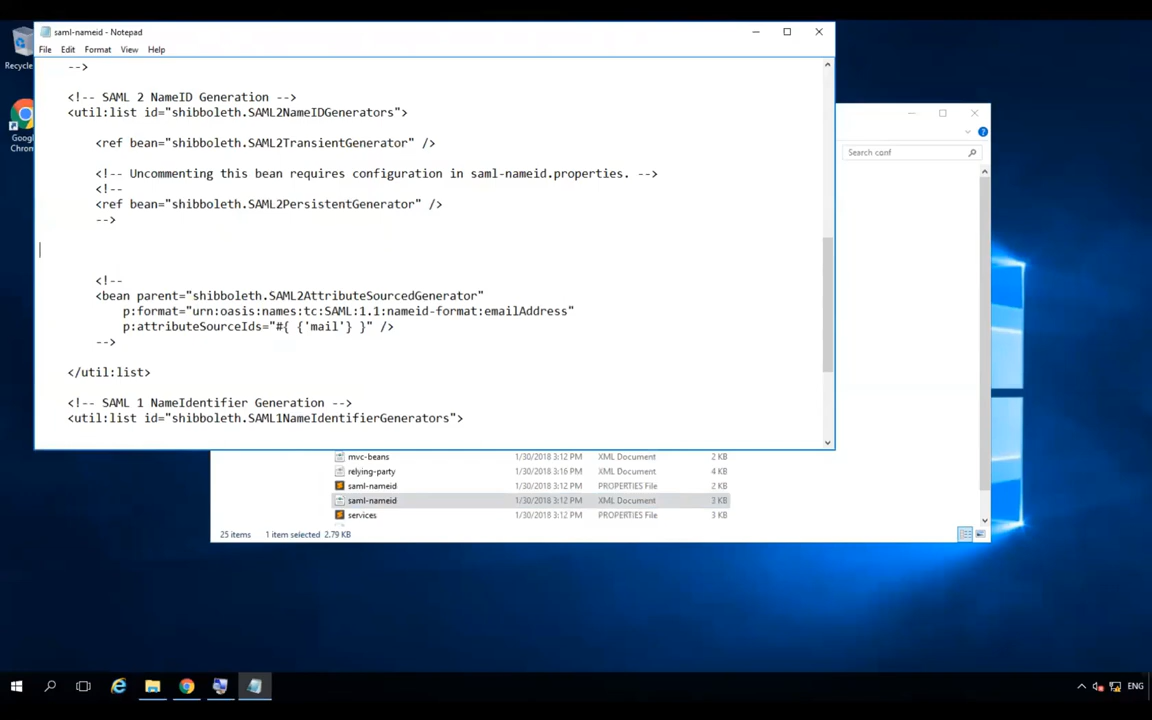 Recycle
Google
Chrom
saml-nameid - Notepad
File Edit Format View Help
-->
<!-- SAML 2 NameID Generation -->
<util:list id="shibboleth.SAML2NameIDGenerators">
<ref bean="shibboleth.SAML2TransientGenerator" />
<!-- Uncommenting this bean requires configuration in saml-nameid.properties. -->
<!--
<ref bean="shibboleth.SAML2PersistentGenerator" />
-->
<!--
<bean parent="shibboleth.SAML2AttributeSourcedGenerator"
p:format="urn:oasis:names:tc:SAML:1.1:nameid-format:emailAddress"
p:attributeSourceIds="#{ {'mail'} }" />
-->
</util:list>
<!-- SAML 1 NameIdentifier Generation -->
<util:list id="shibboleth.SAML1NameIdentifierGenerators">
Search conf
mvc-beans 1/30/2018 3:12 PM XML Document 2 KB
relying-party 1/30/2018 3:16 PM XML Document 4 KB
saml-nameid 1/30/2018 3:12 PM PROPERTIES File 2 KB
saml-nameid 1/30/2018 3:12 PM XML Document 3 KB
services 1/30/2018 3:12 PM PROPERTIES File 3 KB
25 items 1 item selected 2.79 KB
ENG